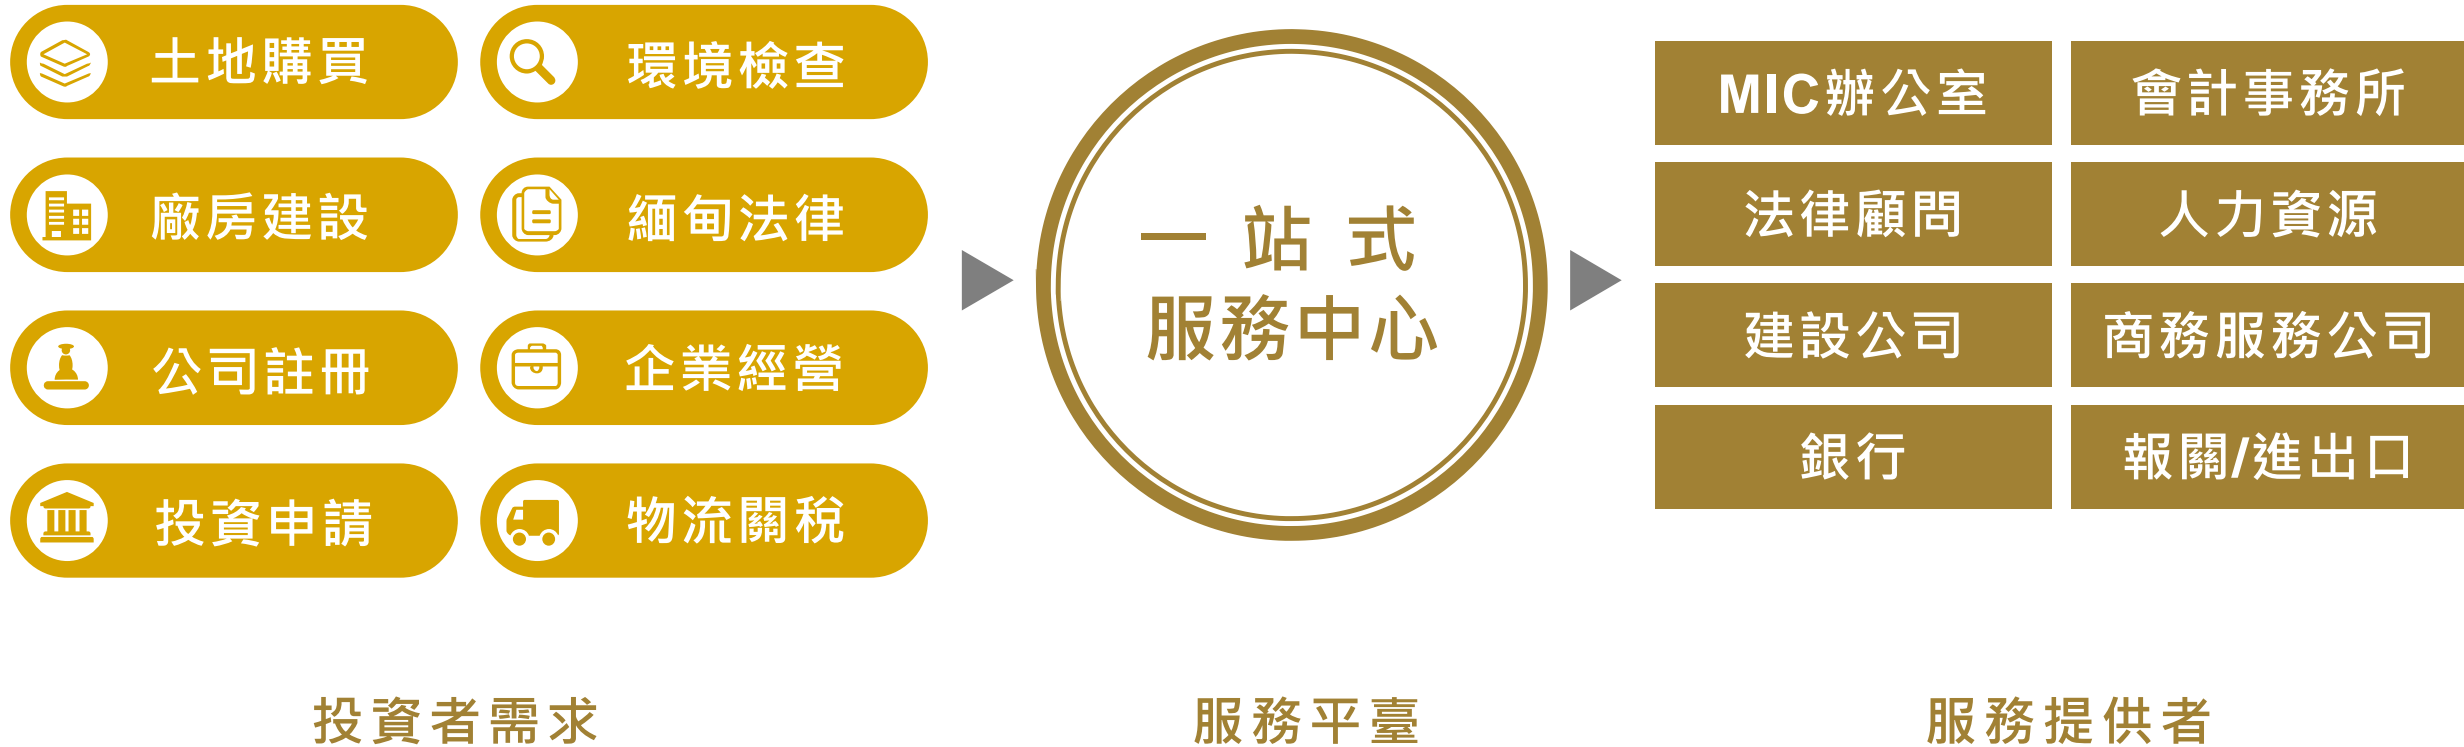 土地購買
環境檢查
廠房建設
緬甸法律
公司註冊
企業經營
投資申請
物流關稅
投資者需求
一站式
服務中心
服務平臺
MIC辦公室
會計事務所
法律顧問
人力資源
建設公司
商務服務公司
銀行
報關/進出口
服務提供者